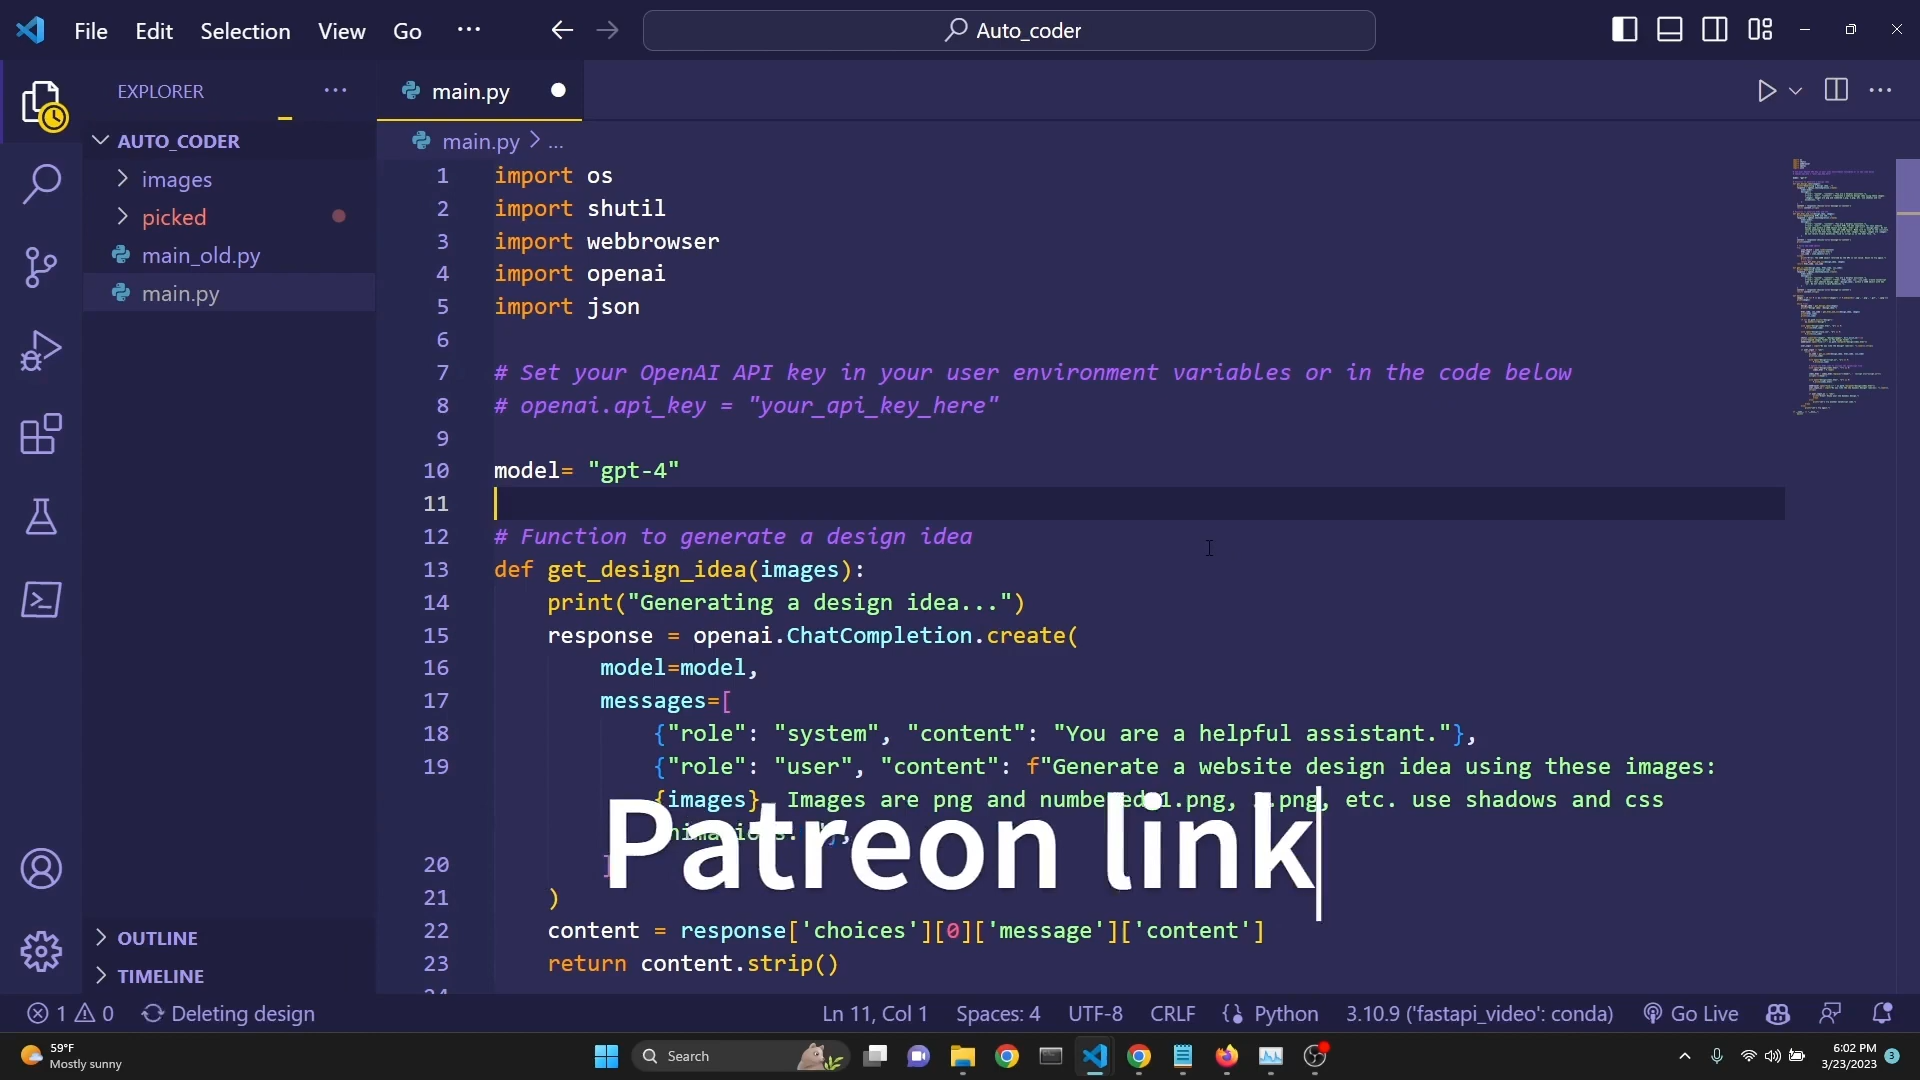 File Edit Selection View Go ··· Auto_coder
EXPLORER ···
AUTO_CODER
images
picked
main_old.py
main.py
OUTLINE
TIMELINE
main.py
main.py > ...
1 import os
2 import shutil
3 import webbrowser
4 import openai
5 import json
6
7 # Set your OpenAI API key in your user environment variables or in the code below
8 # openai.api_key = "your_api_key_here"
9
10 model= "gpt-4"
11
12 # Function to generate a design idea
13 def get_design_idea(images):
14 print("Generating a design idea...")
15 response = openai.ChatCompletion.create(
16 model=model,
17 messages=[
18 {"role": "system", "content": "You are a helpful assistant."},
19 {"role": "user", "content": f"Generate a website design idea using these images:
{images} Images are png and numbered 1.png, .png, etc. use shadows and css
Patreon link
20 ]
21 )
22 content = response['choices'][0]['message']['content']
23 return content.strip()
1 0 Deleting design Ln 11, Col 1 Spaces: 4 UTF-8 CRLF Python 3.10.9 ('fastapi_video': conda) Go Live
59°F
Mostly sunny
Search
6:02 PM
3/23/2023
3